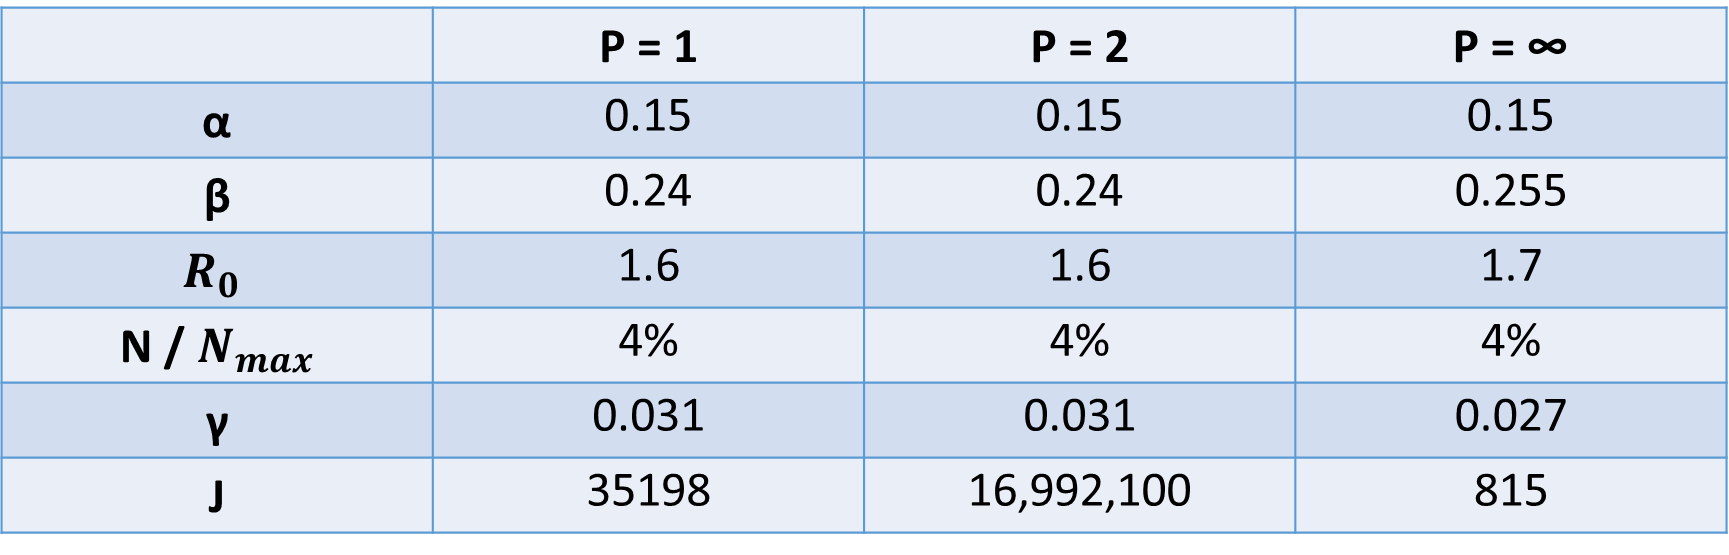 P = 1 P = 2 P = ∞
α 0.15 0.15 0.15
β 0.24 0.24 0.255
R₀ 1.6 1.6 1.7
N / Nₘₐₓ 4% 4% 4%
γ 0.031 0.031 0.027
J 35198 16,992,100 815